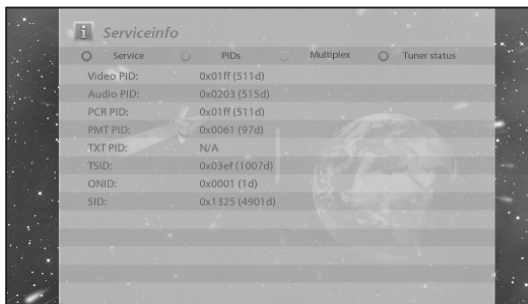 i Serviceinfo
Service PIDs Multiplex Tuner status
Video PID: 0x01ff (511d)
Audio PID: 0x0203 (515d)
PCR PID: 0x01ff (511d)
PMT PID: 0x0061 (97d)
TXT PID: N/A
TSID: 0x03ef (1007d)
ONID: 0x0001 (1d)
SID: 0x1325 (4901d)